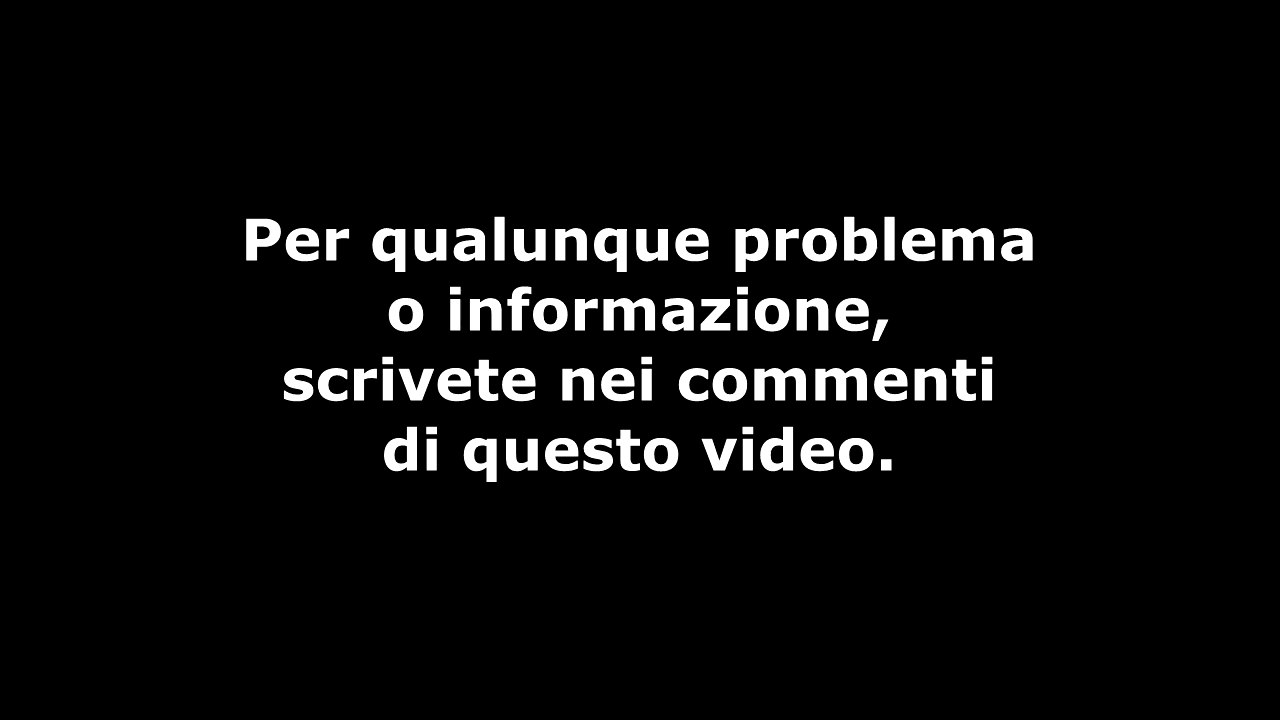 Per qualunque problema
o informazione,
scrivete nei commenti
di questo video.